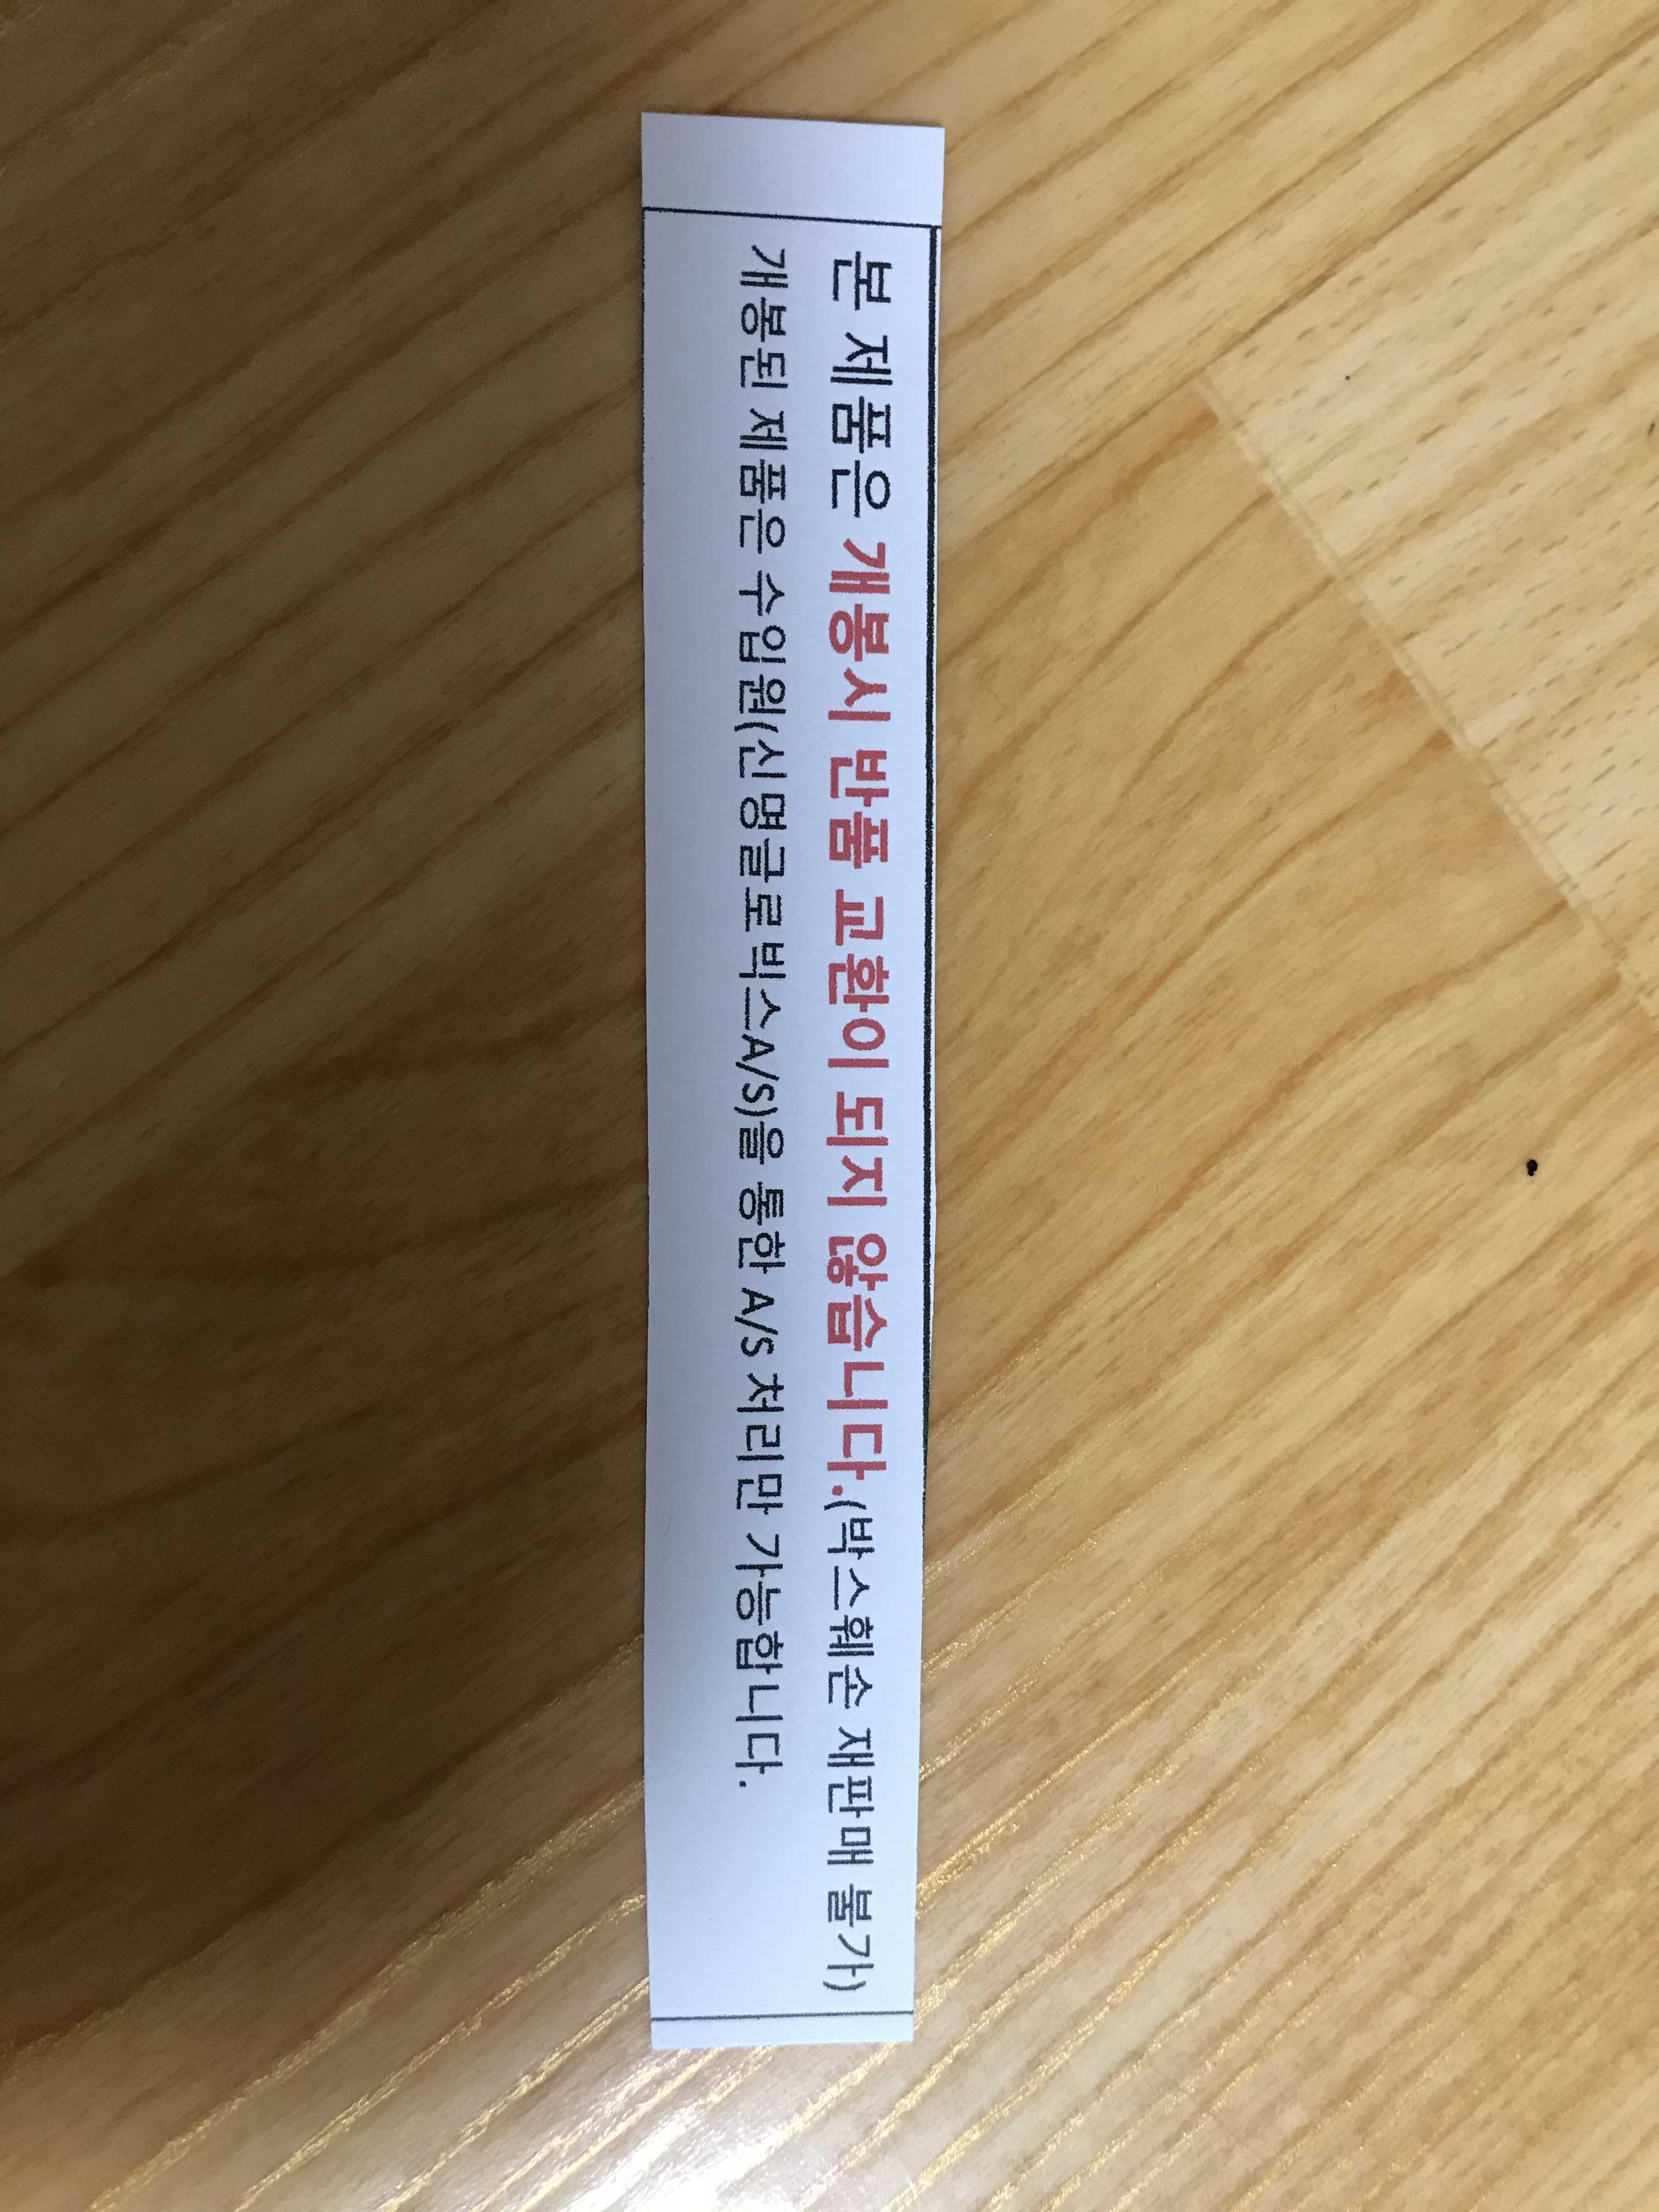 본 제품은 개봉시 반품 교환이 되지 않습니다.(박스훼손 재판매 불가)
개봉된 제품은 수입원(신명글로빅스A/S)을 통한 A/S 처리만 가능합니다.